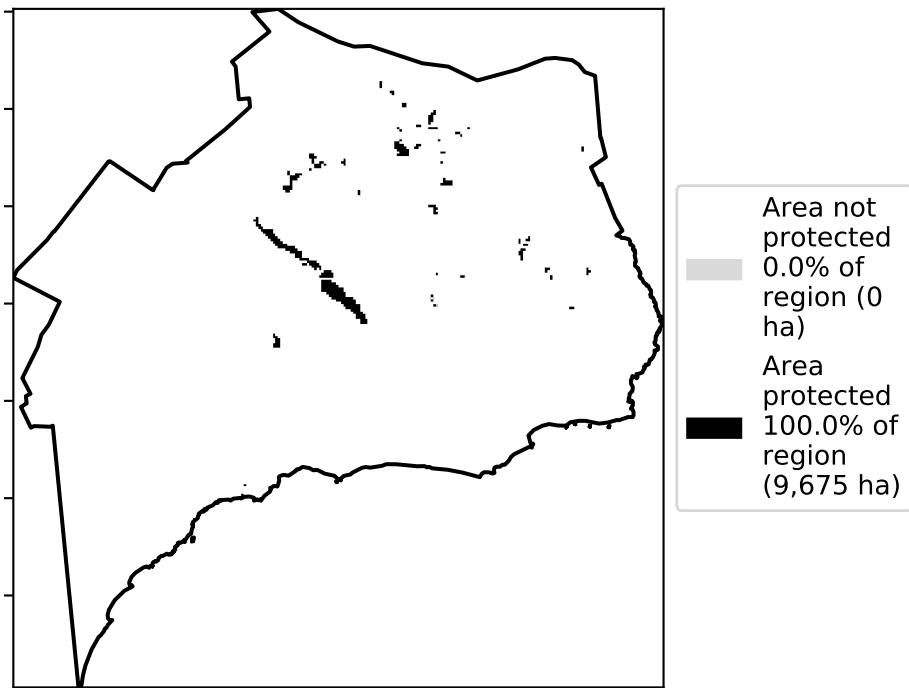 Area not
protected
0.0% of
region (0
ha)
Area
protected
100.0% of
region
(9,675 ha)